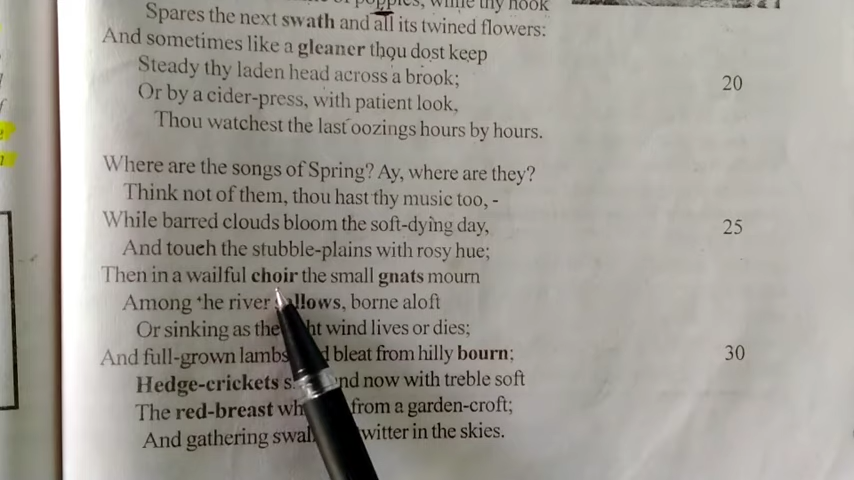 of poppies, while thy hook
Spares the next swath and all its twined flowers:
And sometimes like a gleaner thou dost keep
Steady thy laden head across a brook;
Or by a cider-press, with patient look,
20
Thou watchest the last oozings hours by hours.
Where are the songs of Spring? Ay, where are they?
Think not of them, thou hast thy music too, -
While barred clouds bloom the soft-dying day,
25
And touch the stubble-plains with rosy hue;
Then in a wailful choir the small gnats mourn
Among the river llows, borne aloft
Or sinking as the ht wind lives or dies;
And full-grown lambs d bleat from hilly bourn;
30
Hedge-crickets s nd now with treble soft
The red-breast wh from a garden-croft;
And gathering swal witter in the skies.